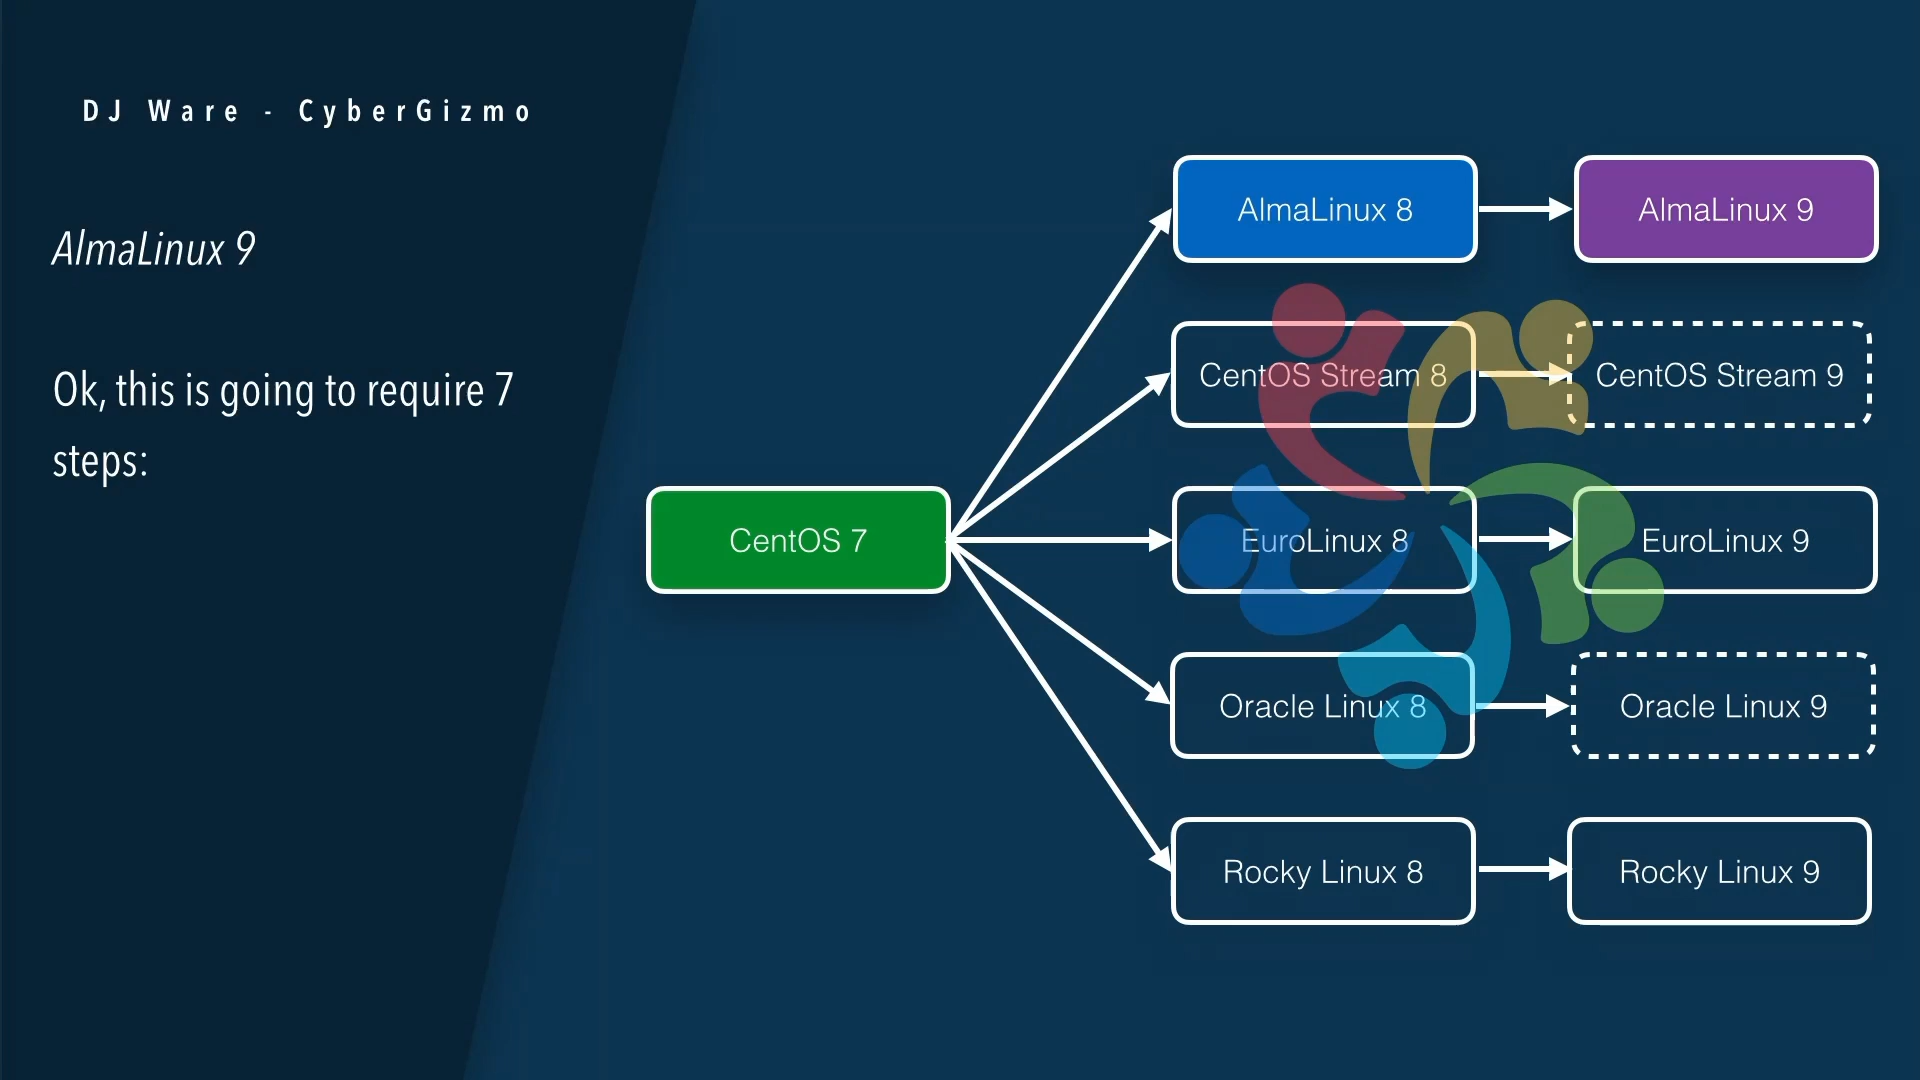 DJ Ware - CyberGizmo
AlmaLinux 9
Ok, this is going to require 7
steps:
CentOS 7
AlmaLinux 8
AlmaLinux 9
CentOS Stream 8
CentOS Stream 9
EuroLinux 8
EuroLinux 9
Oracle Linux 8
Oracle Linux 9
Rocky Linux 8
Rocky Linux 9